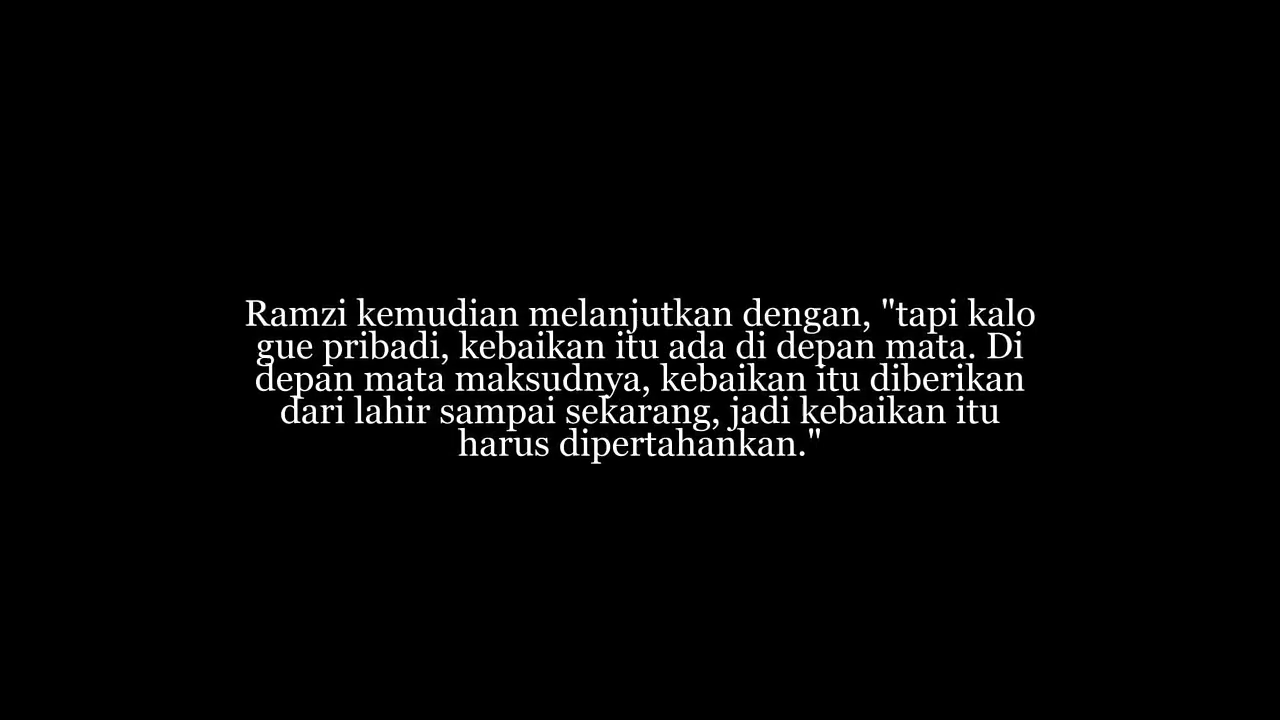 Ramzi kemudian melanjutkan dengan, "tapi kalo
gue pribadi, kebaikan itu ada di depan mata. Di
depan mata maksudnya, kebaikan itu diberikan
dari lahir sampai sekarang, jadi kebaikan itu
harus dipertahankan."